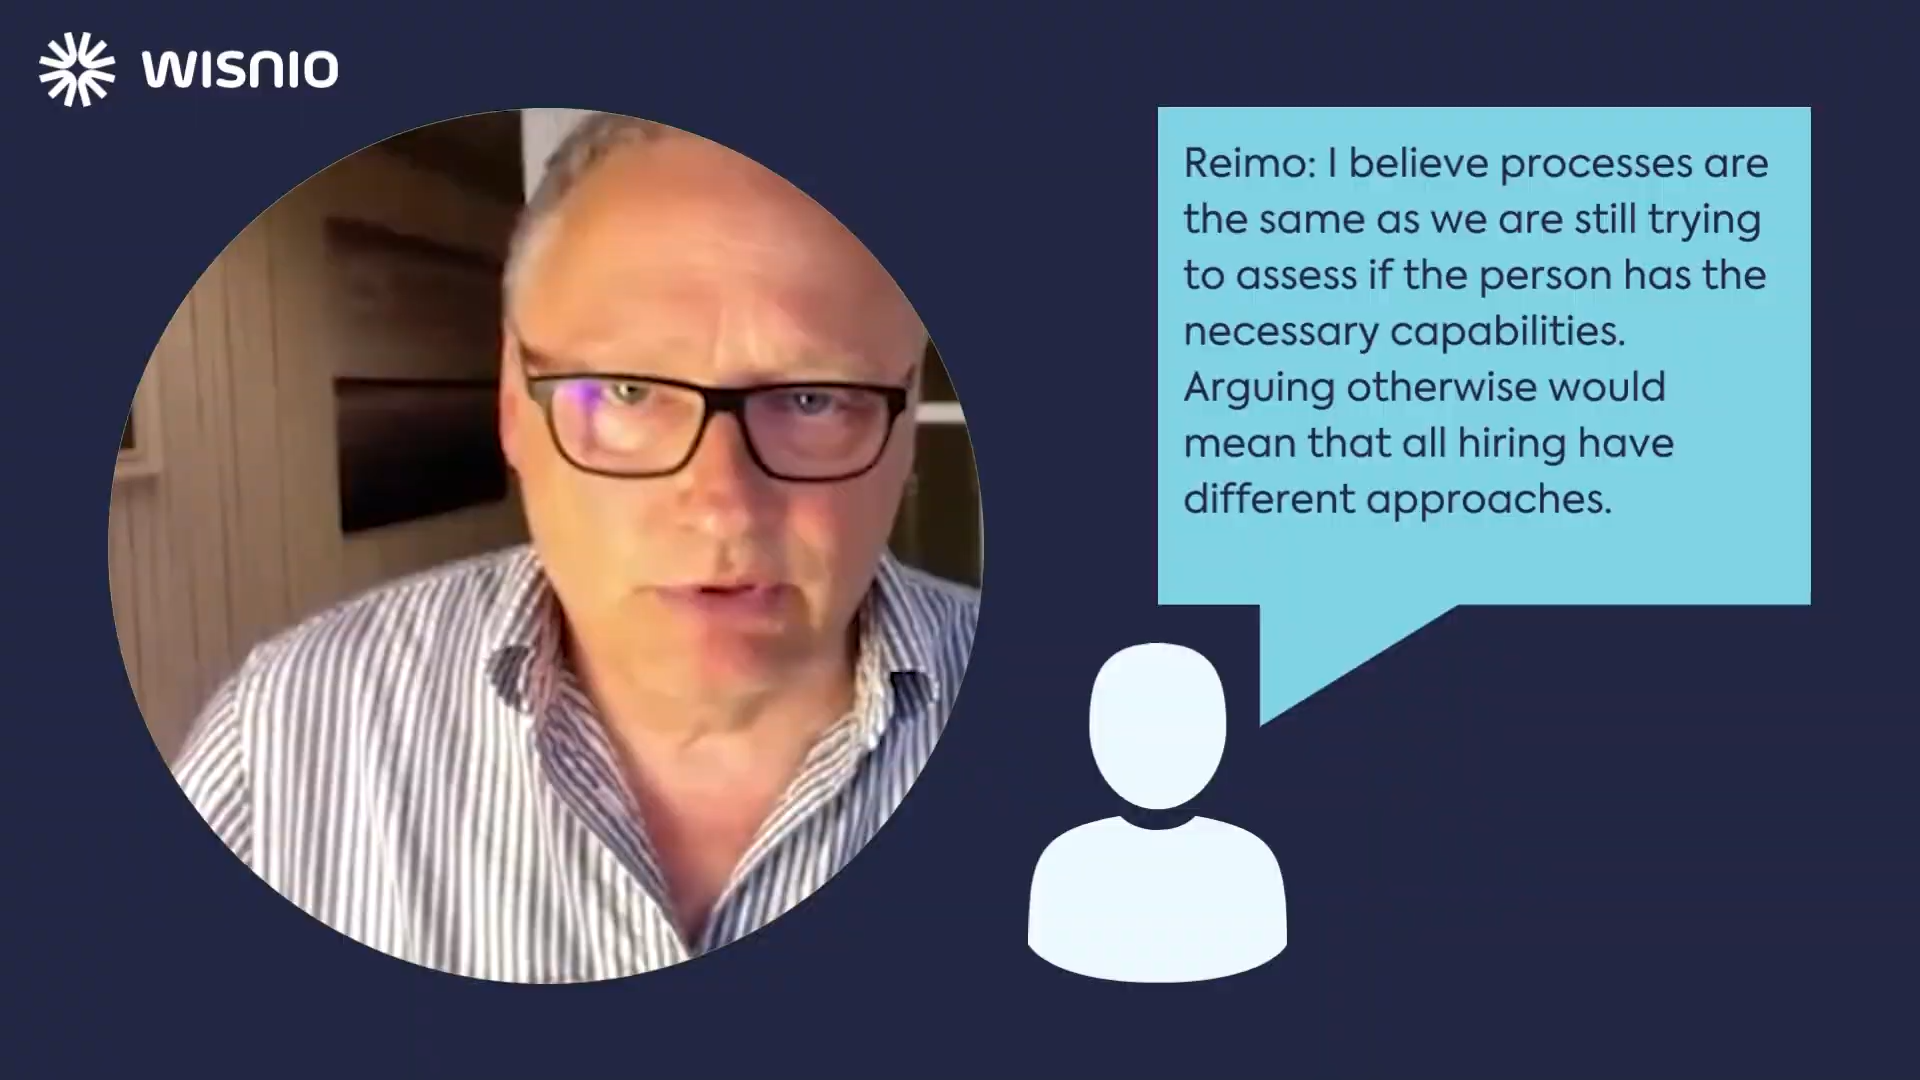 WISNIO
Reimo: I believe processes are
the same as we are still trying
to assess if the person has the
necessary capabilities.
Arguing otherwise would
mean that all hiring have
different approaches.